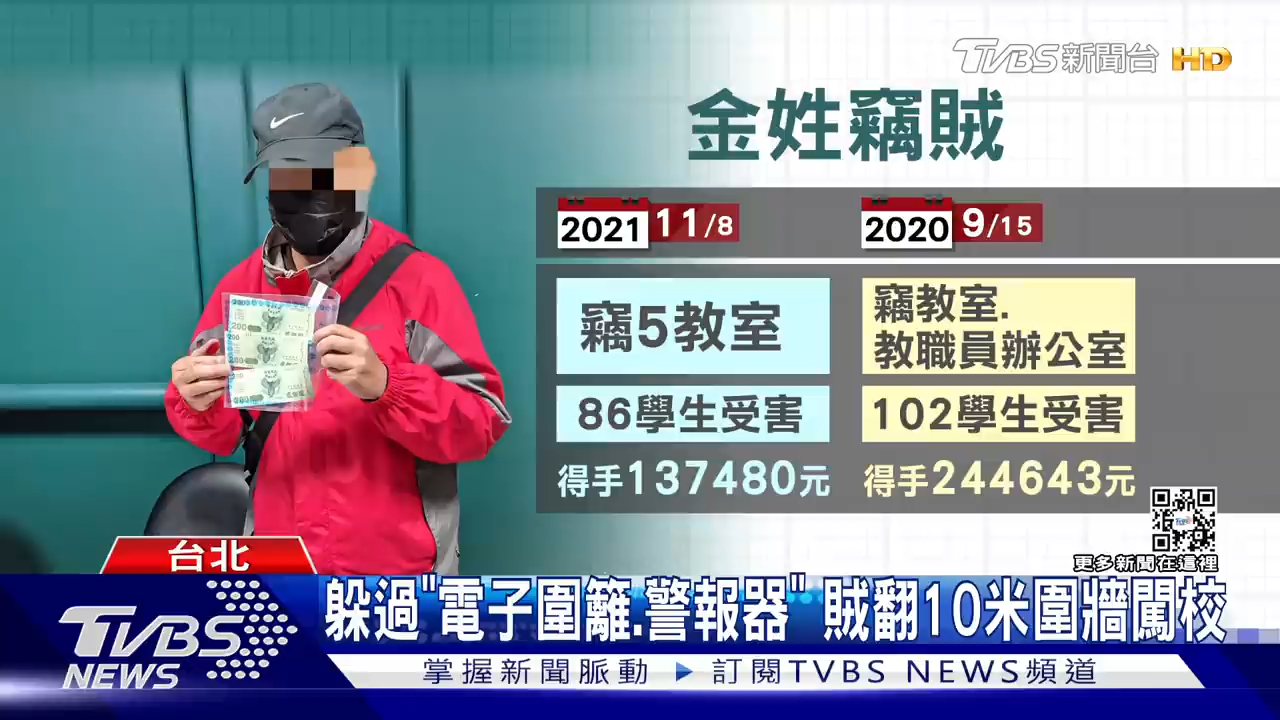 TVBS新聞台 HD
金姓竊賊
2021 11/8
2020 9/15
竊5教室
86學生受害
得手137480元
竊教室.
教職員辦公室
102學生受害
得手244643元
更多新聞在這裡
台北
躲過"電子圍籬.警報器" 賊翻10米圍牆闖校
TVBS NEWS
掌握新聞脈動 ▶ 訂閱TVBS NEWS頻道
200
200